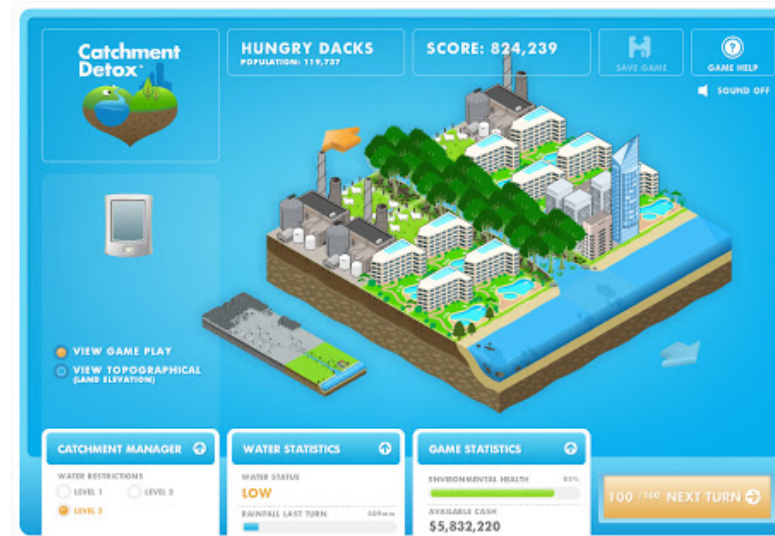 Catchment
Detox
HUNGRY DACKS
POPULATION: 119,737
SCORE: 824,239
SAVE GAME
GAME HELP
SOUND OFF
VIEW GAME PLAY
VIEW TOPOGRAPHICAL
(LAND ELEVATION)
CATCHMENT MANAGER
WATER RESTRICTIONS
LEVEL 1
LEVEL 2
LEVEL 3
WATER STATISTICS
WATER STATUS
LOW
RAINFALL LAST TURN
GAME STATISTICS
ENVIRONMENTAL HEALTH
AVAILABLE CASH
$5,832,220
100 /100 NEXT TURN